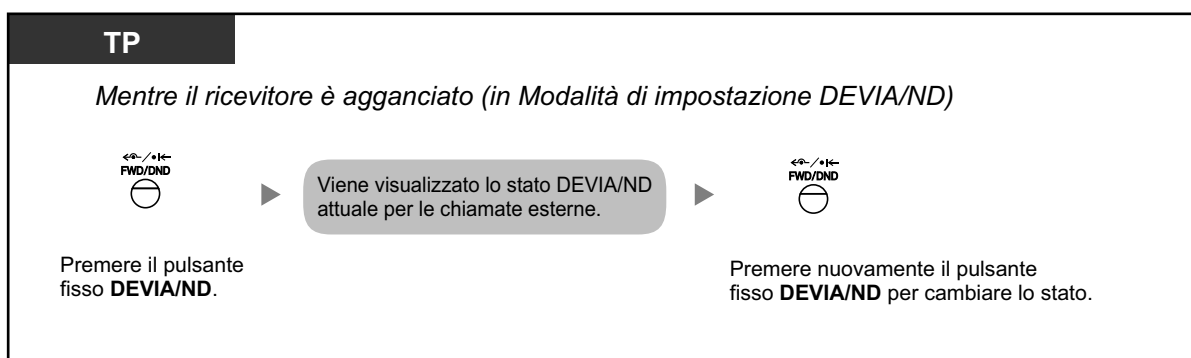 TP
Mentre il ricevitore è agganciato (in Modalità di impostazione DEVIA/ND)
FWD/DND
Viene visualizzato lo stato DEVIA/ND
attuale per le chiamate esterne.
FWD/DND
Premere il pulsante
fisso DEVIA/ND.
Premere nuovamente il pulsante
fisso DEVIA/ND per cambiare lo stato.